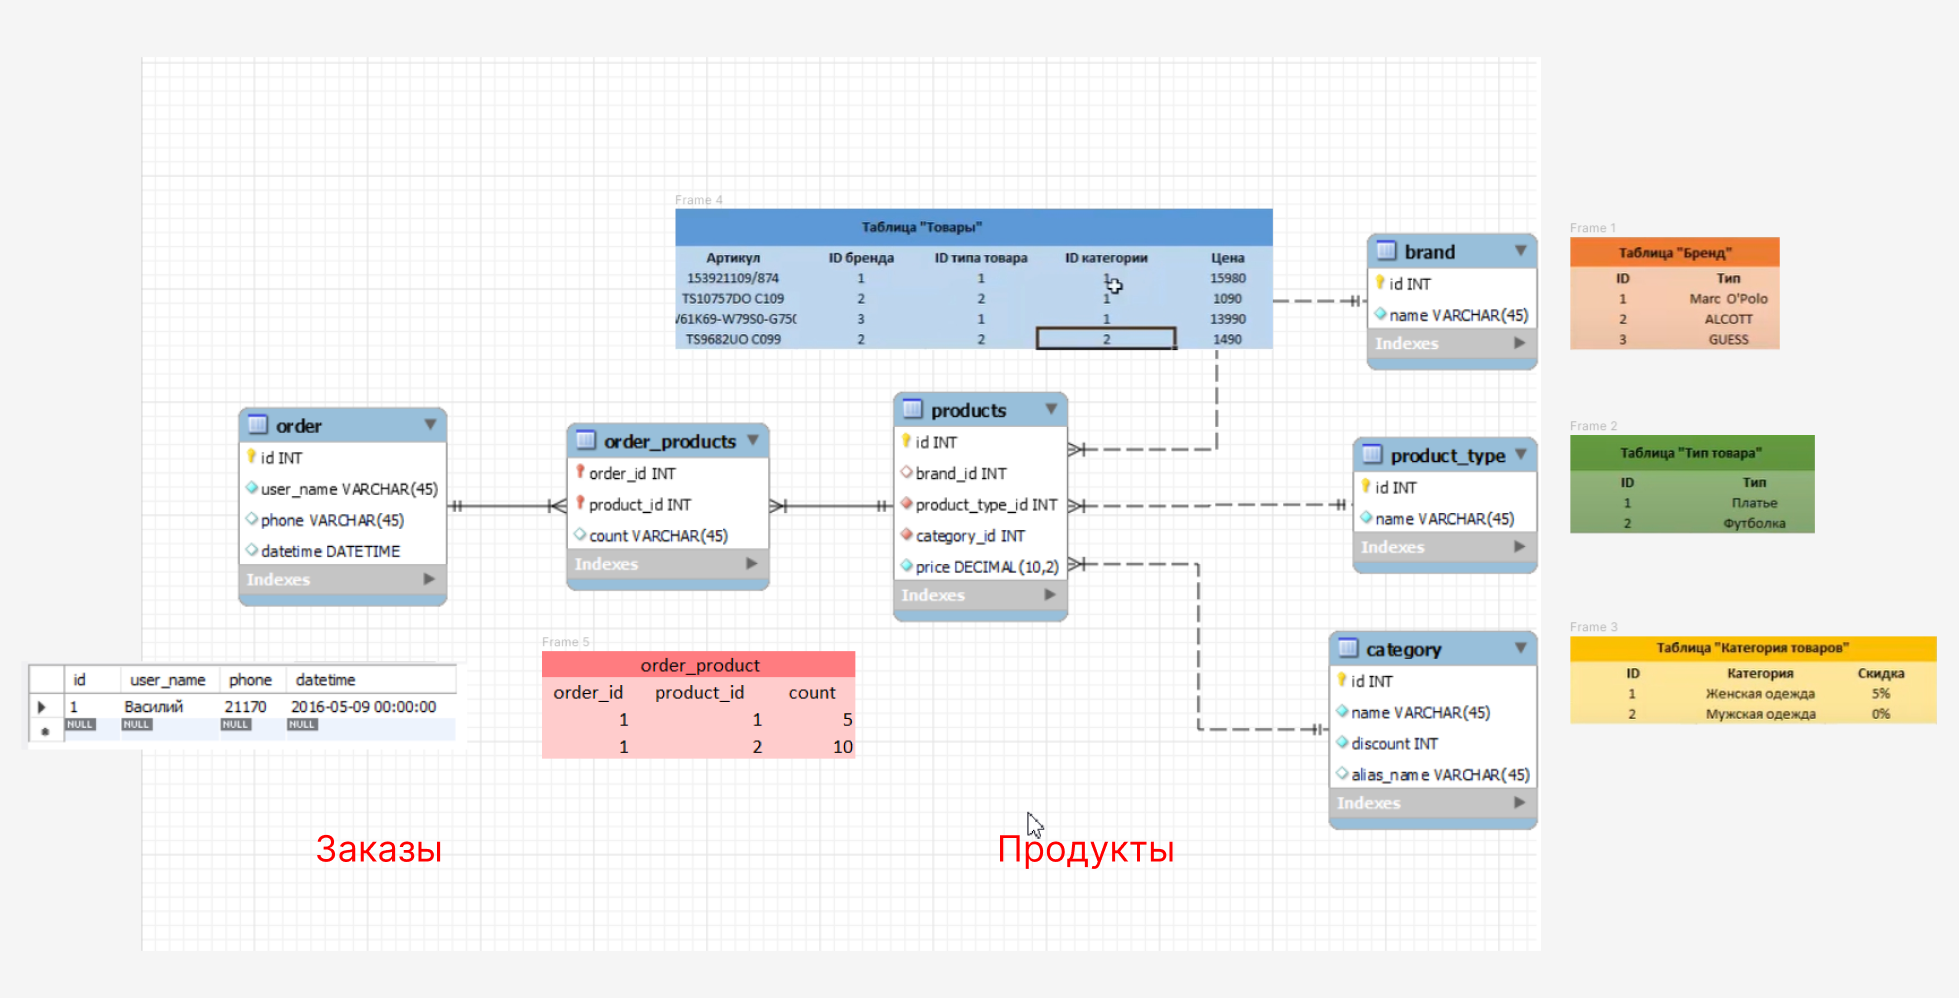 Frame 4
Таблица "Товары"
Артикул ID бренда ID типа товара ID категории Цена
153921109/874 1 1 1 15980
TS10757DO C109 2 2 1 1090
V61K69-W79S0-G750 3 1 1 13990
TS9682UO C099 2 2 2 1490
Frame 1
Таблица "Бренд"
ID Тип
1 Marc O'Polo
2 ALCOTT
3 GUESS
brand
id INT
name VARCHAR(45)
Indexes
order
id INT
user_name VARCHAR(45)
phone VARCHAR(45)
datetime DATETIME
Indexes
order_products
order_id INT
product_id INT
count VARCHAR(45)
Indexes
products
id INT
brand_id INT
product_type_id INT
category_id INT
price DECIMAL(10,2)
Indexes
product_type
id INT
name VARCHAR(45)
Indexes
Frame 2
Таблица "Тип товара"
ID Тип
1 Платье
2 Футболка
category
id INT
name VARCHAR(45)
discount INT
alias_name VARCHAR(45)
Indexes
Frame 3
Таблица "Категория товаров"
ID Категория Скидка
1 Женская одежда 5%
2 Мужская одежда 0%
id user_name phone datetime
1 Василий 21170 2016-05-09 00:00:00
NULL NULL NULL NULL
Frame 5
order_product
order_id product_id count
1 1 5
1 2 10
Заказы
Продукты